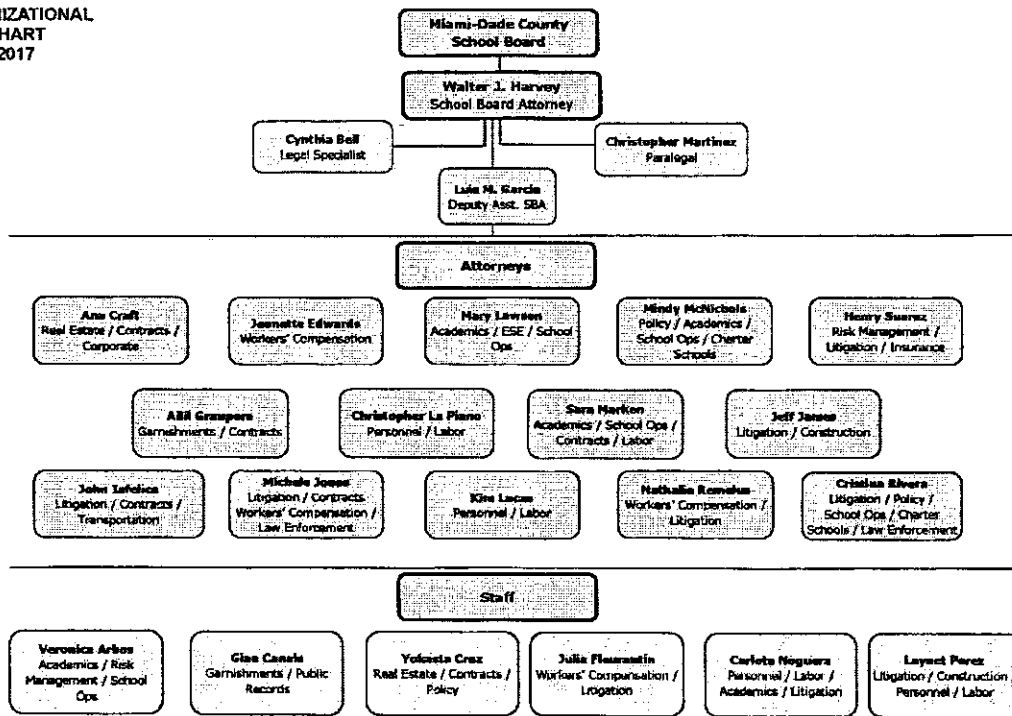 IZATIONAL
HART
2017
Miami-Dade County
School Board
Walter J. Harvey
School Board Attorney
Cynthia Bell
Legal Specialist
Christopher Martinez
Paralegal
Luis M. Garcia
Deputy Asst. SBA
Attorneys
Ana Craft
Real Estate / Contracts /
Corporate
Jeanette Edwards
Workers' Compensation
Mary Lawson
Academics / ESE / School
Ops
Mindy McNichols
Policy / Academics /
School Ops / Charter
Schools
Henry Suarez
Risk Management /
Litigation / Insurance
Garnishments / Contracts
Christopher La Piano
Personnel / Labor
Sara Marken
Academics / School Ops /
Contracts / Labor
Jeff James
Litigation / Construction
John
Litigation / Contracts /
Transportation
Michele Jones
Litigation / Contracts
Workers' Compensation /
Law Enforcement
Kim Lucas
Personnel / Labor
Nathalie
Workers' Compensation /
Litigation
Cristina Rivera
Litigation / Policy /
School Ops / Charter
Schools / Law Enforcement
Staff
Veronica Arbos
Academics / Risk
Management / School
Ops
Gina Canals
Garnishments / Public
Records
Cruz
Real Estate / Contracts /
Policy
Julia Fleurantin
Workers' Compensation /
Litigation
Carlota Noguera
Personnel / Labor /
Academics / Litigation
Perez
Litigation / Construction
Personnel / Labor